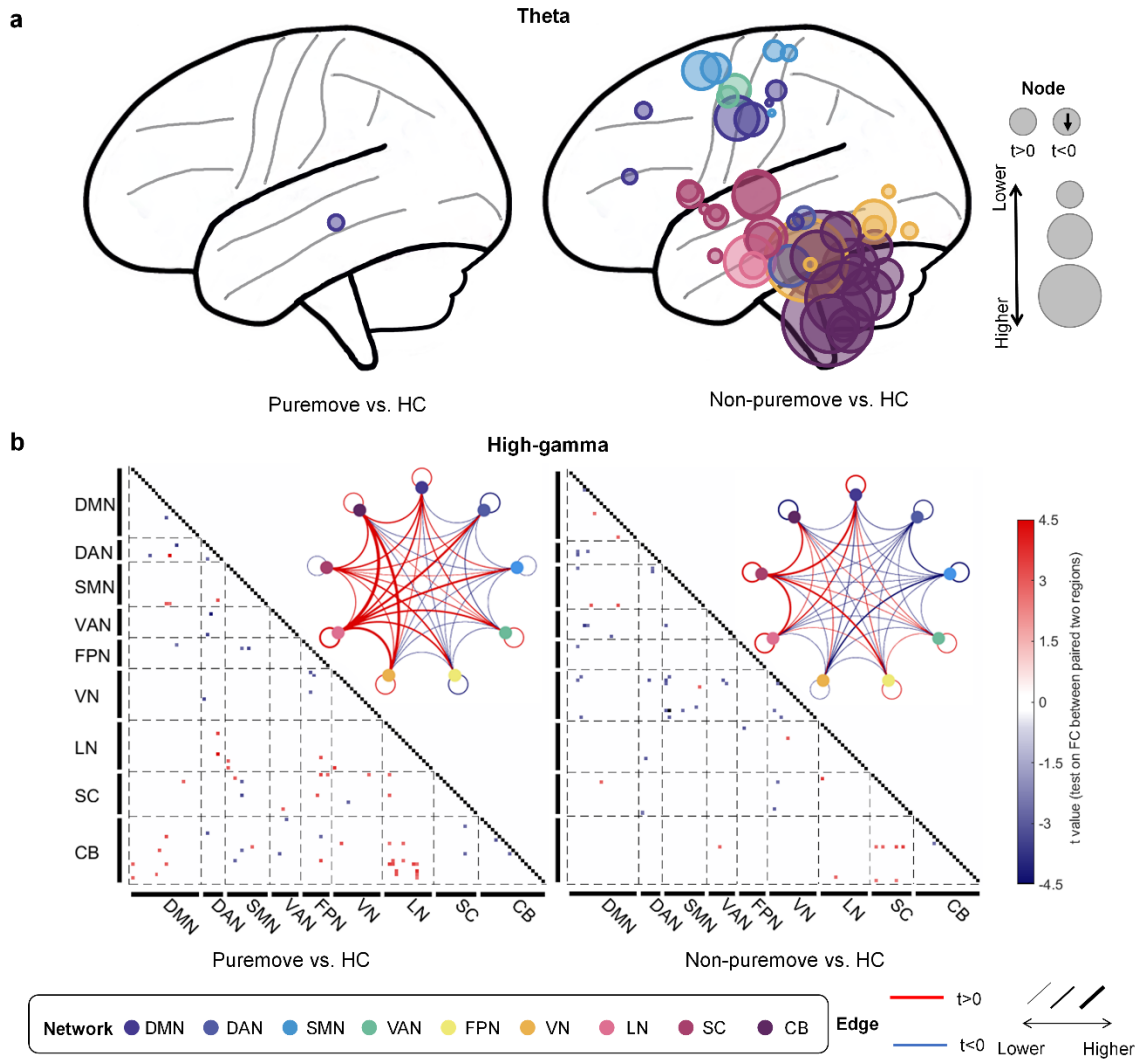 a
Theta
Node
t>0 t<0
Lower
Higher
Puremove vs. HC
Non-puremove vs. HC
b
High-gamma
DMN
DAN
SMN
VAN
FPN
VN
LN
SC
CB
DMN DAN SMN VAN FPN VN LN SC CB
DMN DAN SMN VAN FPN VN LN SC CB
4.5
3
1.5
0
-1.5
-3
-4.5
t value (test on FC between paired two regions)
Puremove vs. HC
Non-puremove vs. HC
Network DMN DAN SMN VAN FPN VN LN SC CB
Edge
t>0
t<0
Lower Higher